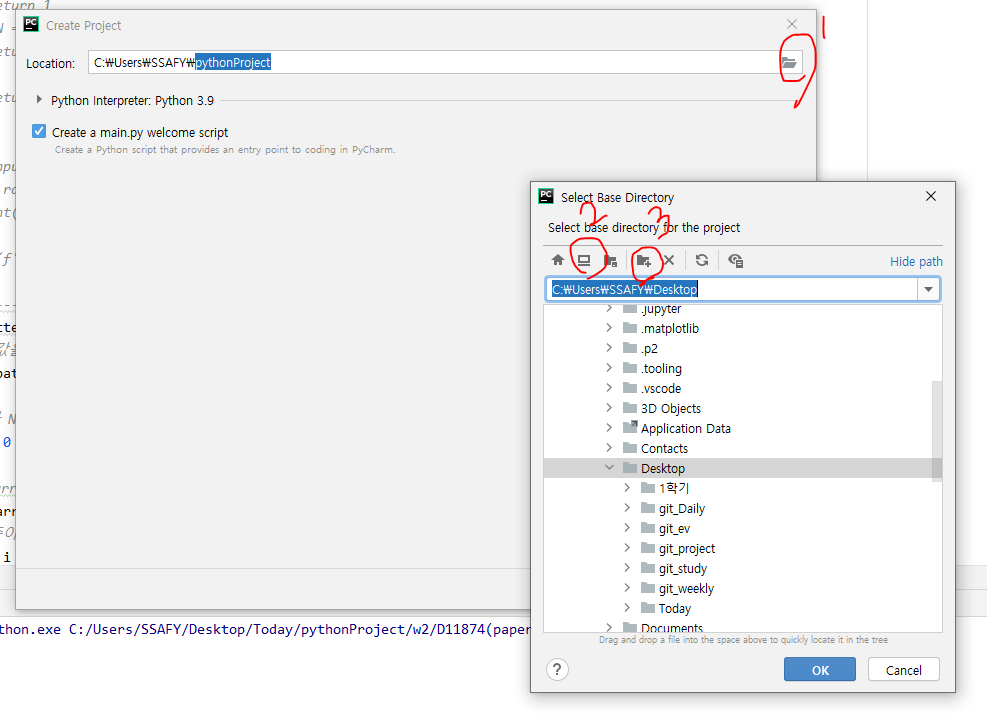 eturn 1
Create Project
1
Location:
C:₩Users₩SSAFY₩pythonProject
Python Interpreter: Python 3.9
Create a main.py welcome script
Create a Python script that provides an entry point to coding in PyCharm.
PC
Select Base Directory
2
3
Select base directory for the project
Hide path
C:₩Users₩SSAFY₩Desktop
.jupyter
.matplotlib
.p2
.tooling
.vscode
3D Objects
Application Data
Contacts
Desktop
1학기
git_Daily
git_ev
git_project
git_study
git_weekly
Today
Documents
Drag and drop a file into the space above to quickly locate it in the tree
?
OK
Cancel
thon.exe C:/Users/SSAFY/Desktop/Today/pythonProject/w2/D11874(paper